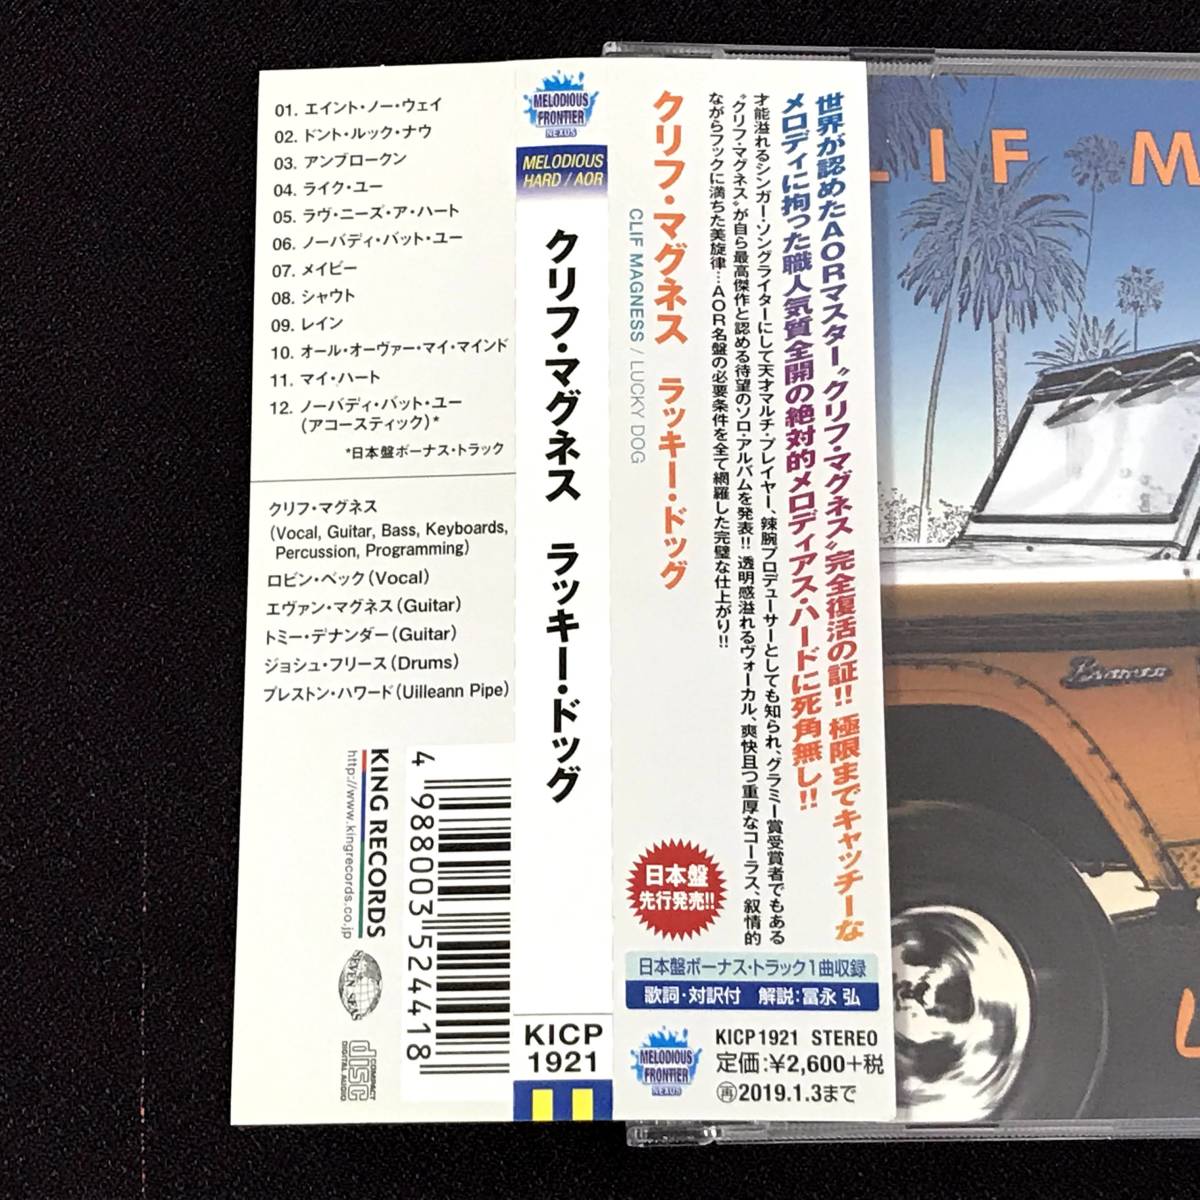 01. エイント・ノー・ウェイ
02. ドント・ルック・ナウ
03. アンブロークン
04. ライク・ユー
05. ラヴ・ニーズ・ア・ハート
06. ノーバディ・バット・ユー
07. メイビー
08. シャウト
09. レイン
10. オール・オーヴァー・マイ・マインド
11. マイ・ハート
12. ノーバディ・バット・ユー
(アコースティック)*
*日本盤ボーナス・トラック
クリフ・マグネス
(Vocal, Guitar, Bass, Keyboards,
Percussion, Programming)
ロビン・ベック(Vocal)
エヴァン・マグネス(Guitar)
トミー・デナンダー(Guitar)
ジョシュ・フリース(Drums)
プレストン・ハワード(Uilleann Pipe)
KING RECORDS
http://www.kingrecords.co.jp
SEVEN SEAS
COMPACT
disc
DIGITAL AUDIO
4 988003 524418
MELODIOUS
FRONTIER
NEXUS
MELODIOUS
HARD / AOR
クリフ・マグネス ラッキー・ドッグ
KICP
1921
世界が認めたAORマスター“クリフ・マグネス”完全復活の証!! 極限までキャッチーな
メロディに拘った職人気質全開の絶対的メロディアス・ハードに死角無し!!
才能溢れるシンガー・ソングライターにして天才マルチ・プレイヤー、辣腕プロデューサーとしても知られ、グラミー賞受賞者でもある
“クリフ・マグネス”が自ら最高傑作と認める待望のソロ・アルバムを発表!! 透明感溢れるヴォーカル、爽快且つ重厚なコーラス、叙情的
ながらフックに満ちた美旋律…AOR名盤の必要条件を全て網羅した完璧な仕上がり!!
クリフ・マグネス ラッキー・ドッグ
CLIF MAGNESS / LUCKY DOG
日本盤
先行発売!!
日本盤ボーナス・トラック1曲収録
歌詞・対訳付 解説:冨永 弘
MELODIOUS
FRONTIER
NEXUS
KICP1921 STEREO
定価:¥2,600+税
再2019.1.3まで
LIF M
Bronco
L